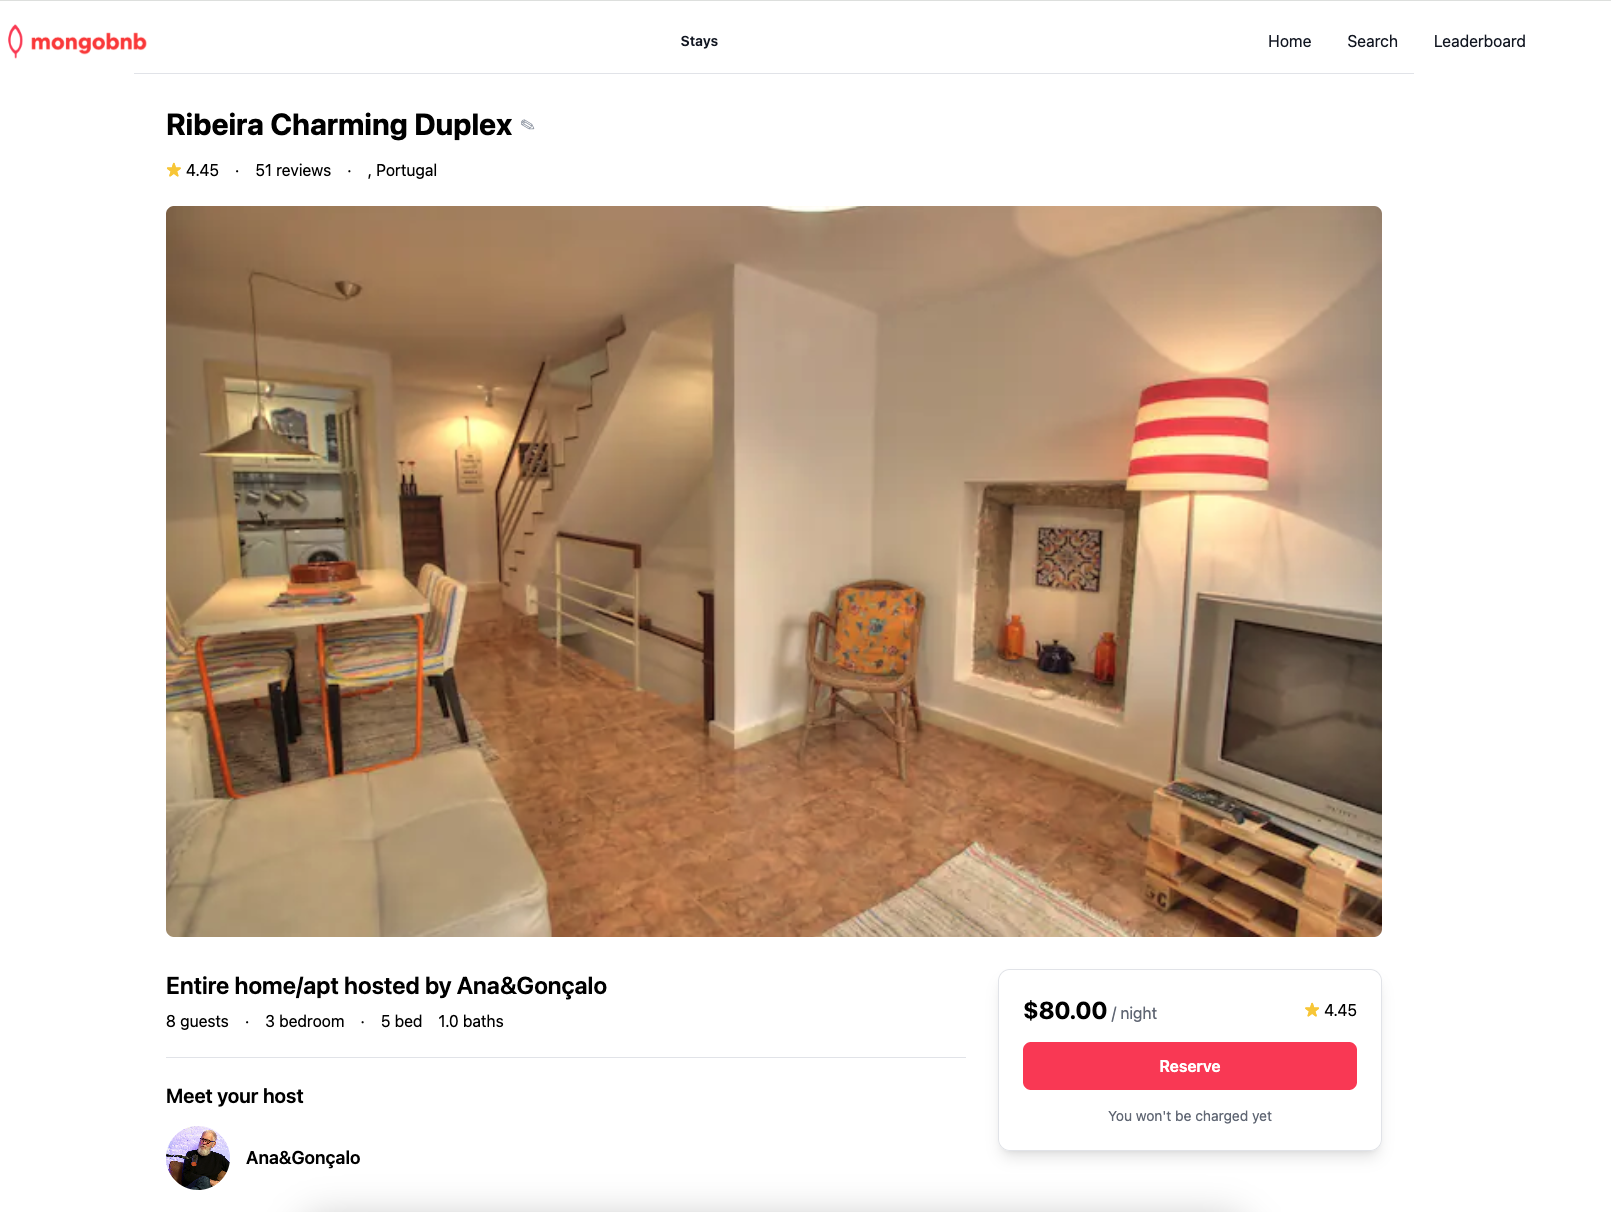 mongobnb
Stays
Home Search Leaderboard
Ribeira Charming Duplex
4.45 · 51 reviews · , Portugal
Entire home/apt hosted by Ana&Gonçalo
8 guests · 3 bedroom · 5 bed 1.0 baths
$80.00 / night 4.45
Reserve
You won't be charged yet
Meet your host
Ana&Gonçalo